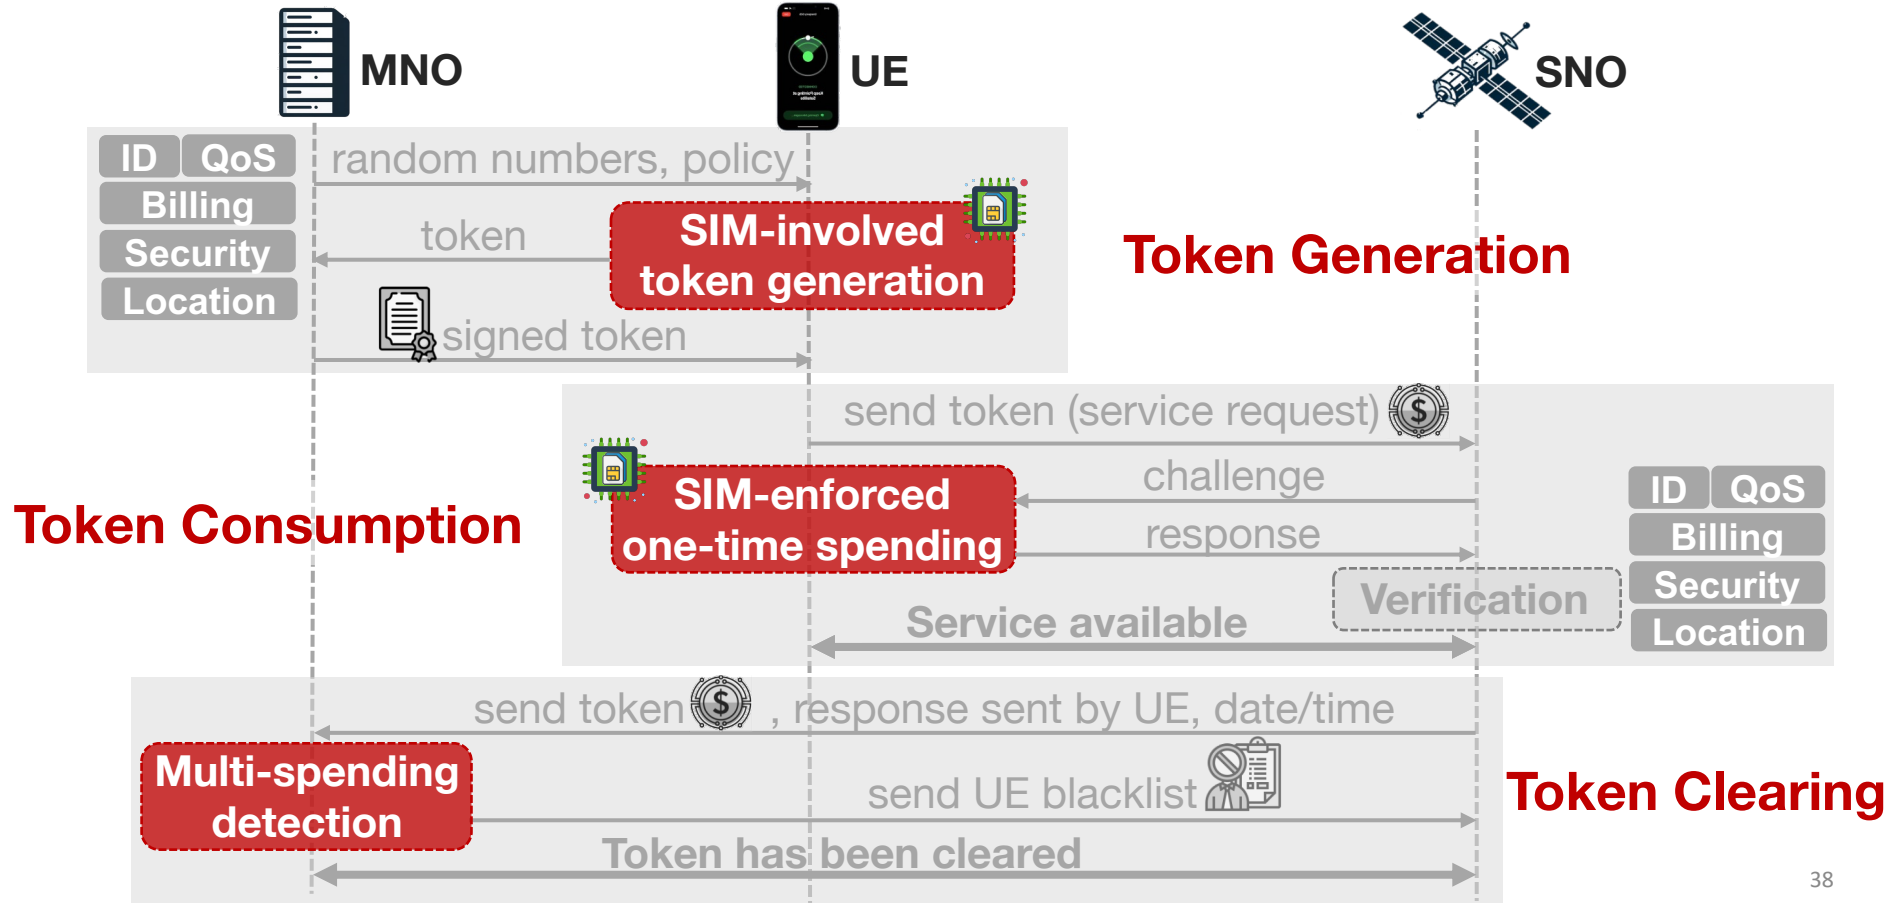 MNO
UE
SNO
ID QoS
Billing
Security
Location
random numbers, policy
token
SIM-involved
token generation
signed token
Token Generation
send token (service request)
challenge
SIM-enforced
one-time spending
response
Token Consumption
ID QoS
Billing
Security
Location
Verification
Service available
send token , response sent by UE, date/time
Multi-spending
detection
send UE blacklist
Token Clearing
Token has been cleared
38